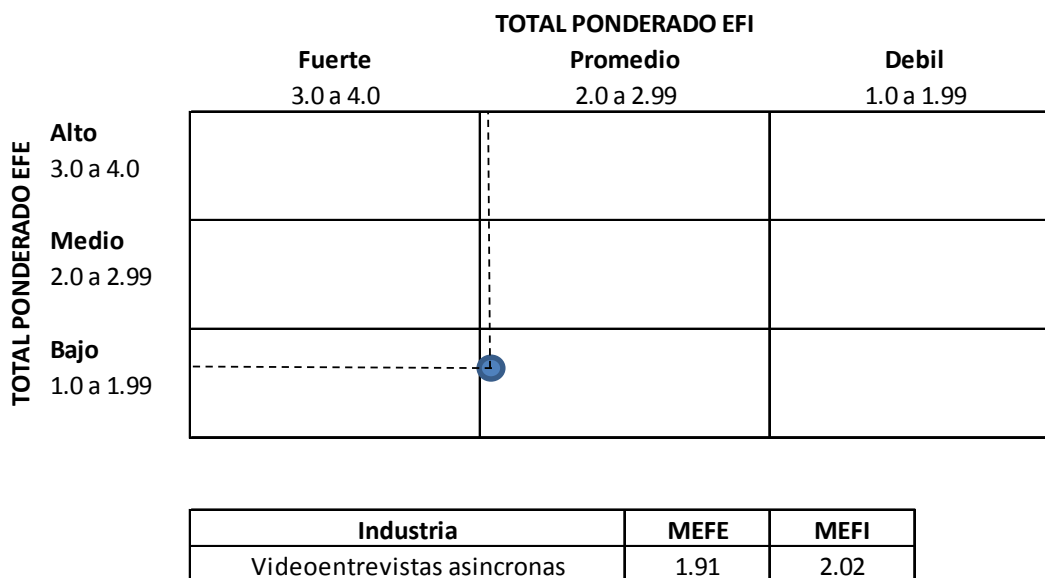 TOTAL PONDERADO EFI
Fuerte Promedio Debil
3.0 a 4.0 2.0 a 2.99 1.0 a 1.99
TOTAL PONDERADO EFE
Alto
3.0 a 4.0
Medio
2.0 a 2.99
Bajo
1.0 a 1.99
Industria MEFE MEFI
Videoentrevistas asincronas 1.91 2.02